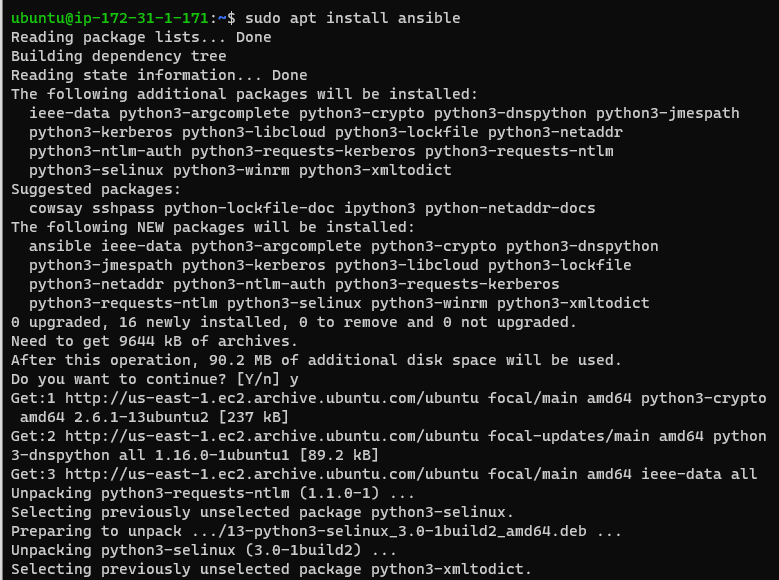 ubuntu@ip-172-31-1-171:~$ sudo apt install ansible
Reading package lists... Done
Building dependency tree
Reading state information... Done
The following additional packages will be installed:
  ieee-data python3-argcomplete python3-crypto python3-dnspython python3-jmespath
  python3-kerberos python3-libcloud python3-lockfile python3-netaddr
  python3-ntlm-auth python3-requests-kerberos python3-requests-ntlm
  python3-selinux python3-winrm python3-xmltodict
Suggested packages:
  cowsay sshpass python-lockfile-doc ipython3 python-netaddr-docs
The following NEW packages will be installed:
  ansible ieee-data python3-argcomplete python3-crypto python3-dnspython
  python3-jmespath python3-kerberos python3-libcloud python3-lockfile
  python3-netaddr python3-ntlm-auth python3-requests-kerberos
  python3-requests-ntlm python3-selinux python3-winrm python3-xmltodict
0 upgraded, 16 newly installed, 0 to remove and 0 not upgraded.
Need to get 9644 kB of archives.
After this operation, 90.2 MB of additional disk space will be used.
Do you want to continue? [Y/n] y
Get:1 http://us-east-1.ec2.archive.ubuntu.com/ubuntu focal/main amd64 python3-crypto
 amd64 2.6.1-13ubuntu2 [237 kB]
Get:2 http://us-east-1.ec2.archive.ubuntu.com/ubuntu focal-updates/main amd64 python
3-dnspython all 1.16.0-1ubuntu1 [89.2 kB]
Get:3 http://us-east-1.ec2.archive.ubuntu.com/ubuntu focal/main amd64 ieee-data all
Unpacking python3-requests-ntlm (1.1.0-1) ...
Selecting previously unselected package python3-selinux.
Preparing to unpack .../13-python3-selinux_3.0-1build2_amd64.deb ...
Unpacking python3-selinux (3.0-1build2) ...
Selecting previously unselected package python3-xmltodict.